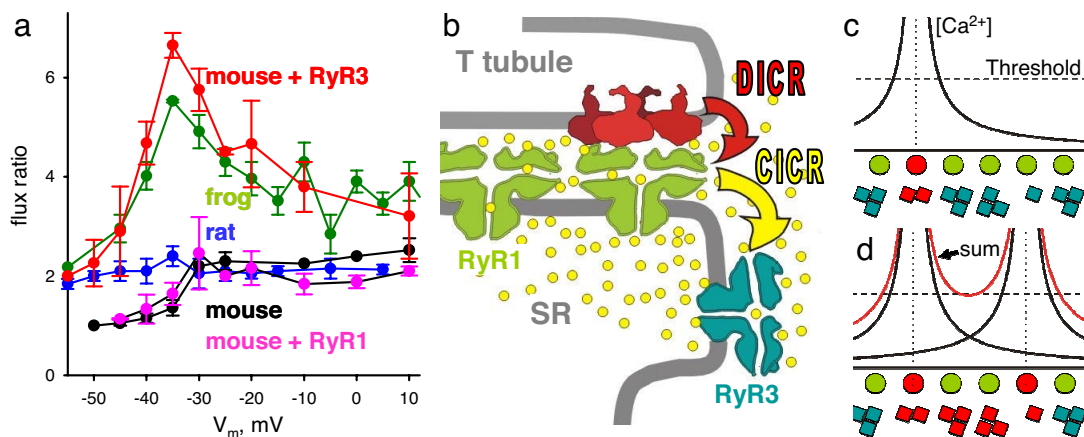 a
flux ratio
6
4
2
0
mouse + RyR3
frog
rat
mouse
mouse + RyR1
-50 -40 -30 -20 -10 0 10
Vm, mV
b
T tubule
DICR
CICR
RyR1
SR
RyR3
c
[Ca²⁺]
Threshold
d
sum